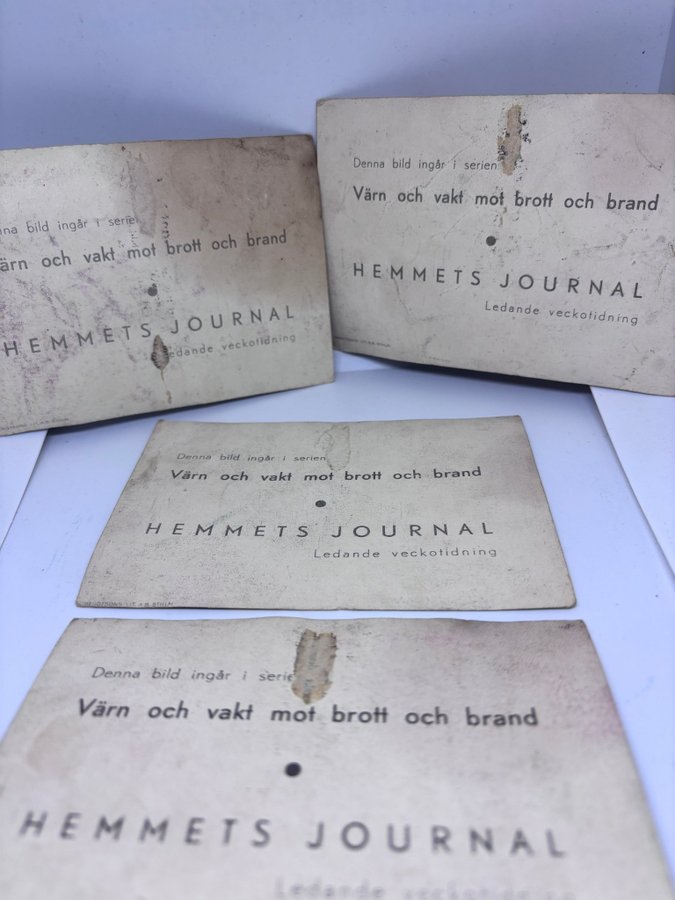 na bild ingår i serien
ärn och vakt mot brott och brand
HEMMETS JOURNAL
Ledande veckotidning
Denna bild ingår i serien
Värn och vakt mot brott och brand
HEMMETS JOURNAL
Ledande veckotidning
Denna bild ingår i serien
Värn och vakt mot brott och brand
HEMMETS JOURNAL
Ledande veckotidning
Denna bild ingår i serie
Värn och vakt mot brott och brand
HEMMETS JOURNAL
Ledande veckotidning